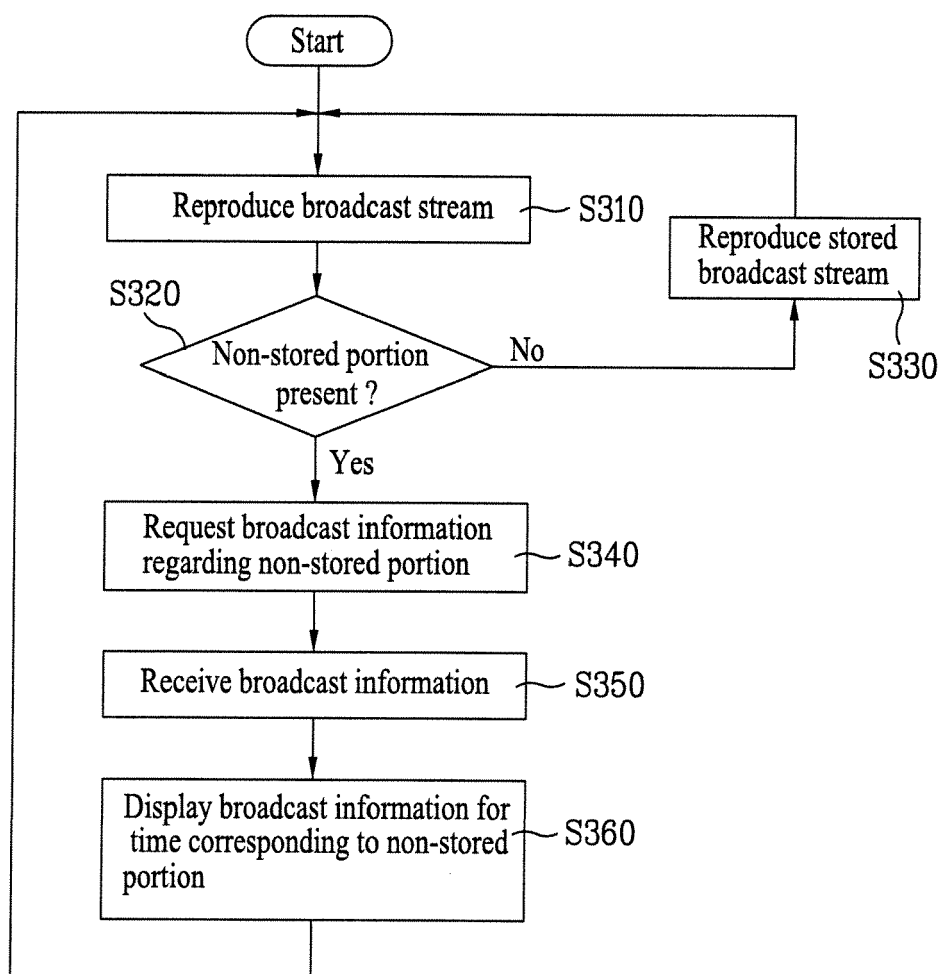 Start
Reproduce broadcast stream
S310
Reproduce stored
broadcast stream
S330
S320
Non-stored portion
present ?
No
Yes
Request broadcast information
regarding non-stored portion
S340
Receive broadcast information
S350
Display broadcast information for
time corresponding to non-stored
portion
S360